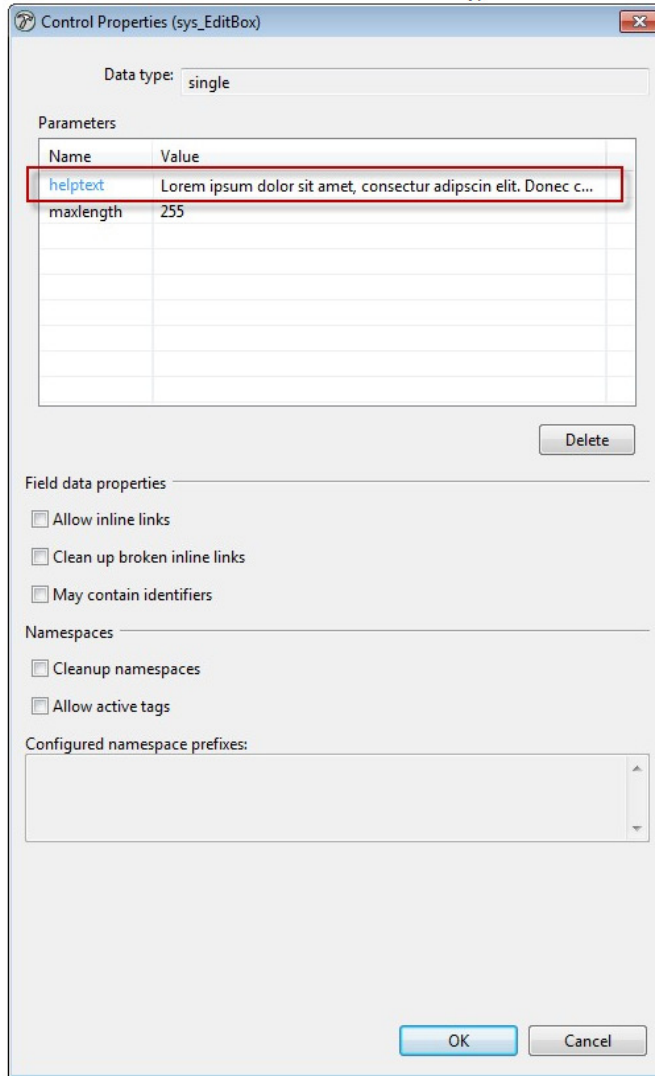 Control Properties (sys_EditBox)
Data type: single
Parameters
Name Value
helptext Lorem ipsum dolor sit amet, consectur adipscin elit. Donec c...
maxlength 255
Delete
Field data properties
Allow inline links
Clean up broken inline links
May contain identifiers
Namespaces
Cleanup namespaces
Allow active tags
Configured namespace prefixes:
OK Cancel